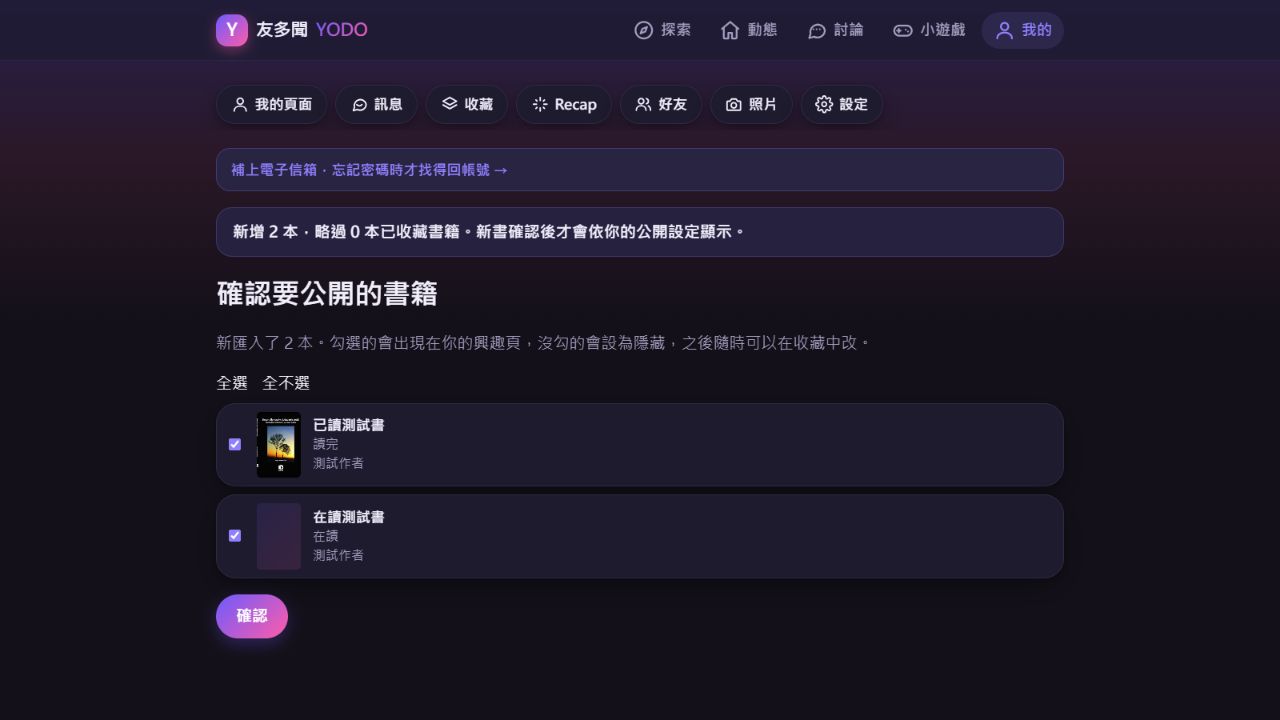 Y 友多聞 YODO
探索 動態 討論 小遊戲 我的
我的頁面 訊息 收藏 Recap 好友 照片 設定
補上電子信箱 · 忘記密碼時才找得回帳號 →
新增 2 本，略過 0 本已收藏書籍。新書確認後才會依你的公開設定顯示。
確認要公開的書籍
新匯入了 2 本。勾選的會出現在你的興趣頁，沒勾的會設為隱藏，之後隨時可以在收藏中改。
全選 全不選
已讀測試書
讀完
測試作者
在讀測試書
在讀
測試作者
確認